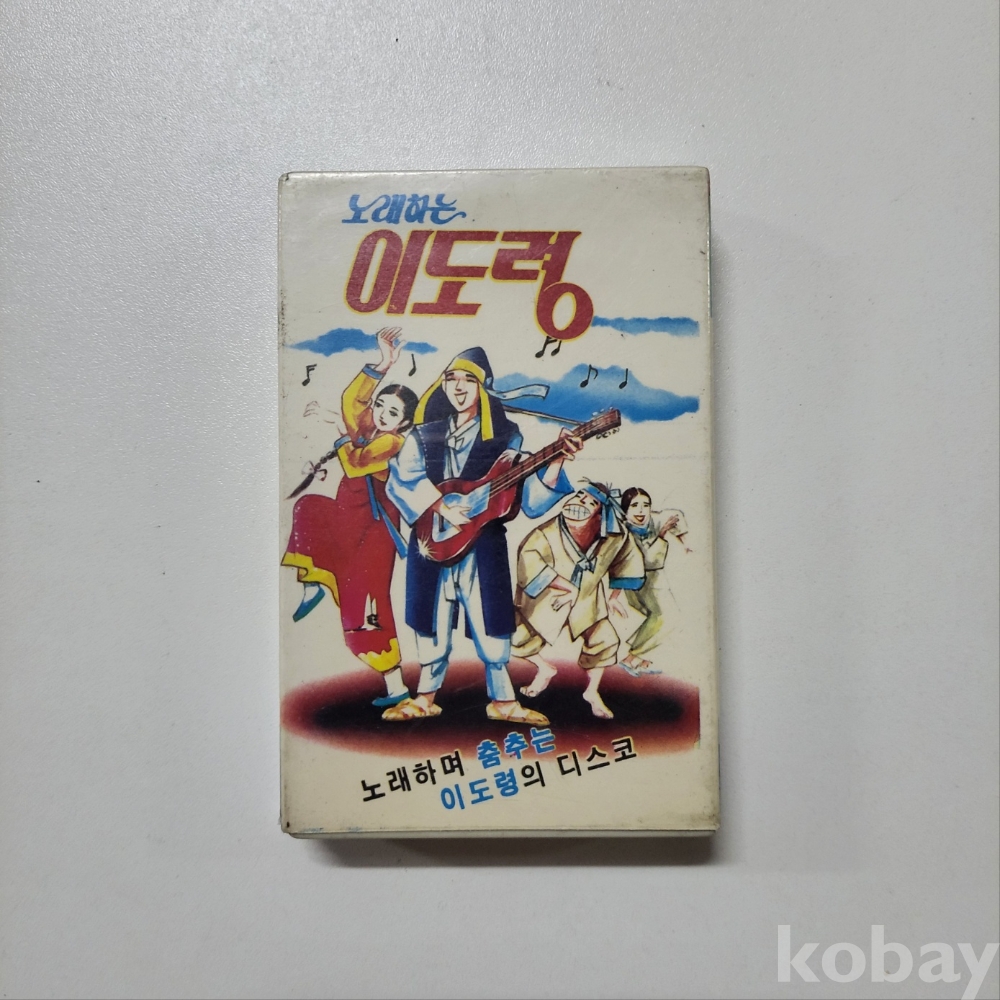 노래하는
이도령
노래하며 춤추는
이도령의 디스코
kobay